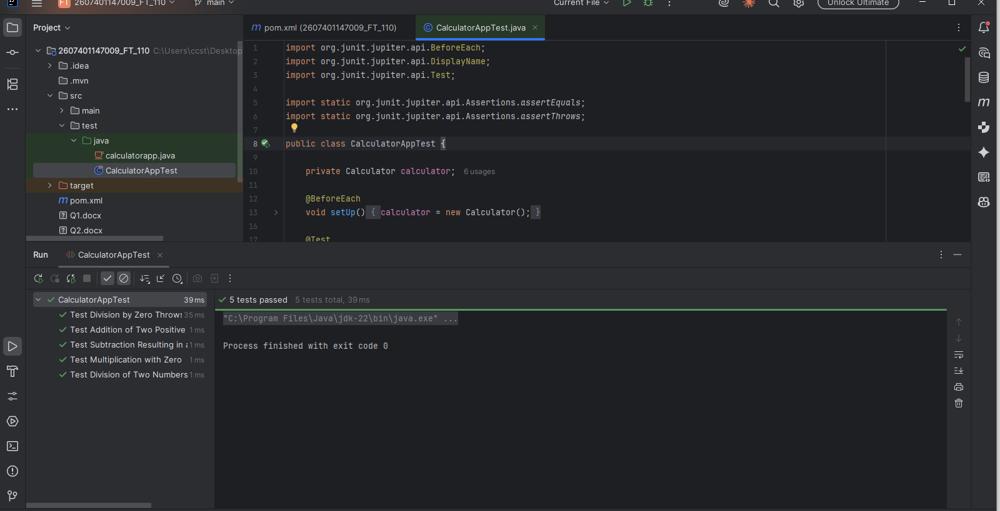 FT 2607401147009_FT_110 main Current File Unlock Ultimate
Project
2607401147009_FT_110 C:\Users\ccst\Desktop
.idea
.mvn
src
main
test
java
calculatorapp.java
CalculatorAppTest
target
m pom.xml
Q1.docx
Q2.docx
m pom.xml (2607401147009_FT_110) CalculatorAppTest.java
1 import org.junit.jupiter.api.BeforeEach;
2 import org.junit.jupiter.api.DisplayName;
3 import org.junit.jupiter.api.Test;
4
5 import static org.junit.jupiter.api.Assertions.assertEquals;
6 import static org.junit.jupiter.api.Assertions.assertThrows;
7
8 public class CalculatorAppTest {
9
10 private Calculator calculator; 6 usages
11
12 @BeforeEach
13 void setUp() { calculator = new Calculator(); }
16
17 @Test
Run CalculatorAppTest
CalculatorAppTest 39 ms
Test Division by Zero Throws 35 ms
Test Addition of Two Positive 1 ms
Test Subtraction Resulting in a 1 ms
Test Multiplication with Zero 1 ms
Test Division of Two Numbers 1 ms
5 tests passed 5 tests total, 39 ms
"C:\Program Files\Java\jdk-22\bin\java.exe" ...
Process finished with exit code 0